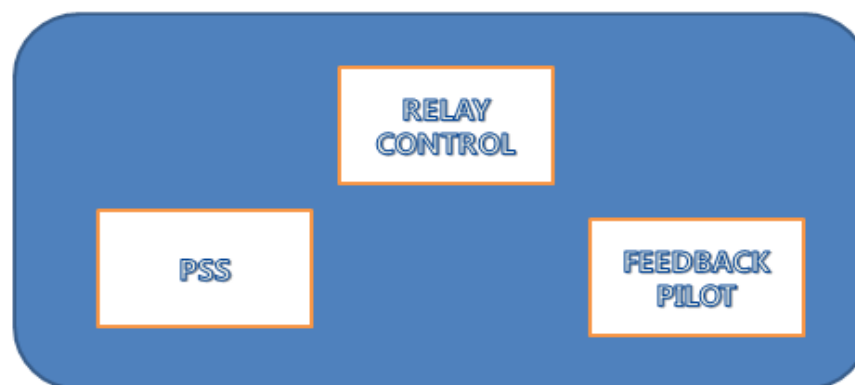 RELAY
CONTROL
PSS
FEEDBACK
PILOT